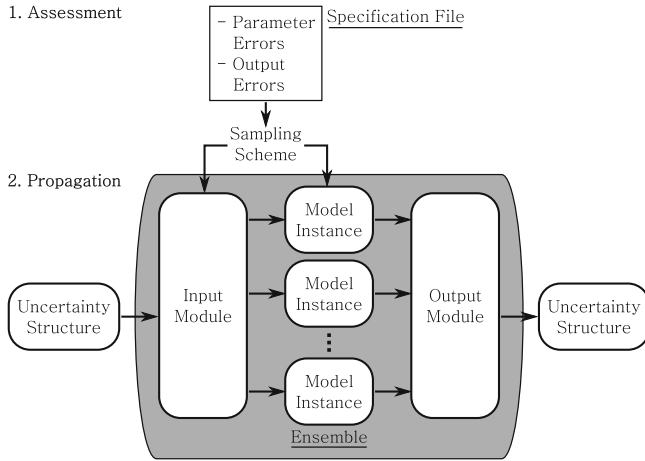 1. Assessment
- Parameter
Errors
- Output
Errors
Specification File
Sampling
Scheme
2. Propagation
Uncertainty
Structure
Input
Module
Model
Instance
Model
Instance
Model
Instance
Ensemble
Output
Module
Uncertainty
Structure